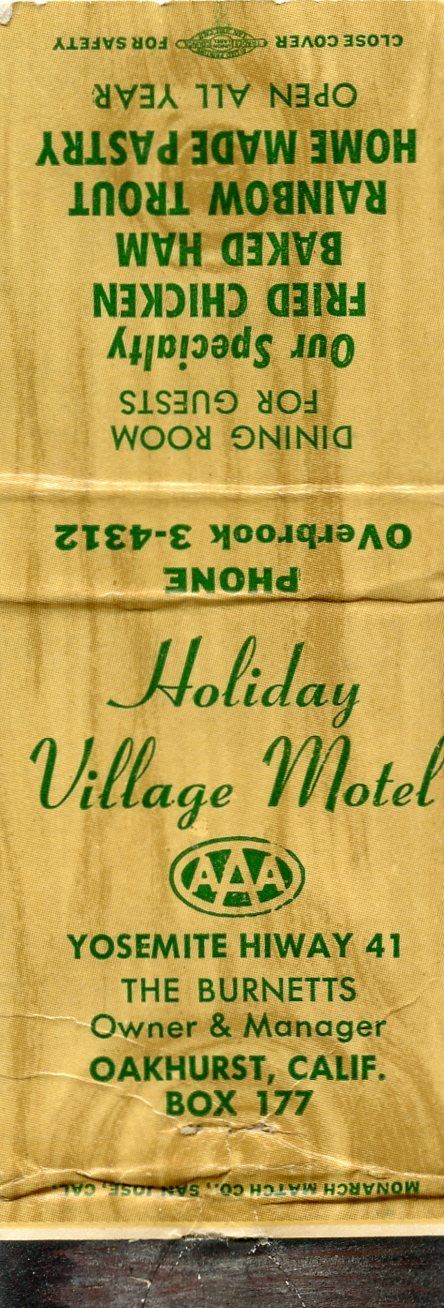 Holiday
Village Motel
AAA
YOSEMITE HIWAY 41
THE BURNETTS
Owner & Manager
OAKHURST, CALIF.
BOX 177
MONARCH MATCH CO., SAN JOSE, CAL.
PHONE
OVerbrook 3-4312
DINING ROOM
FOR GUESTS
Our Specialty
FRIED CHICKEN
BAKED HAM
RAINBOW TROUT
HOME MADE PASTRY
OPEN ALL YEAR
CLOSE COVER FOR SAFETY